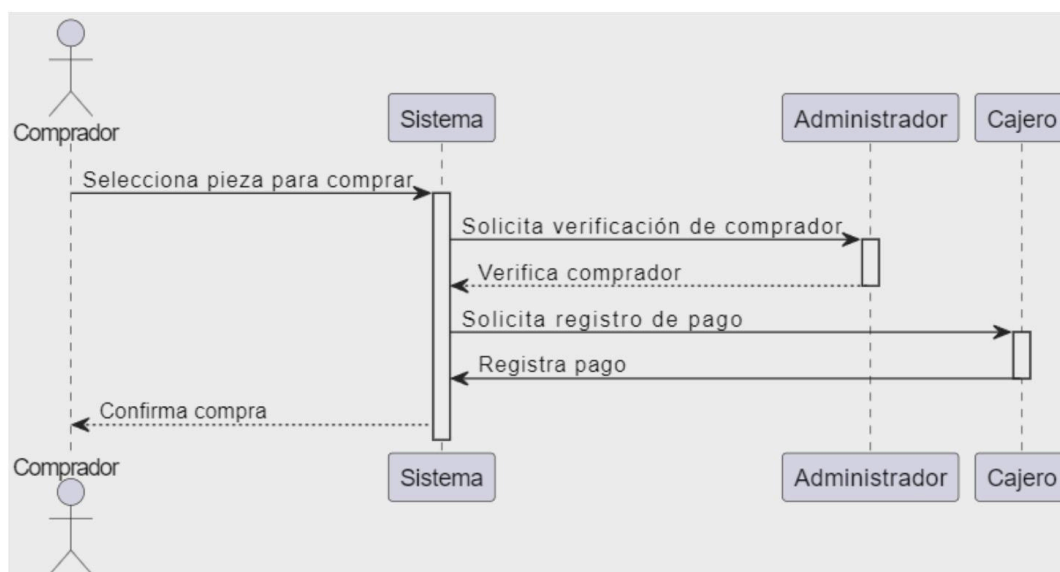 Comprador
Sistema
Administrador
Cajero
Selecciona pieza para comprar
Solicita verificación de comprador
Verifica comprador
Solicita registro de pago
Registra pago
Confirma compra
Comprador
Sistema
Administrador
Cajero